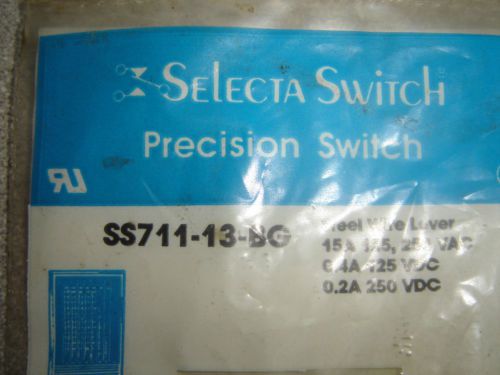 Selecta Switch
Precision Switch
SS711-13-BG
Steel Wire Lever
15A 125, 250 VAC
0.4A 125 VDC
0.2A 250 VDC